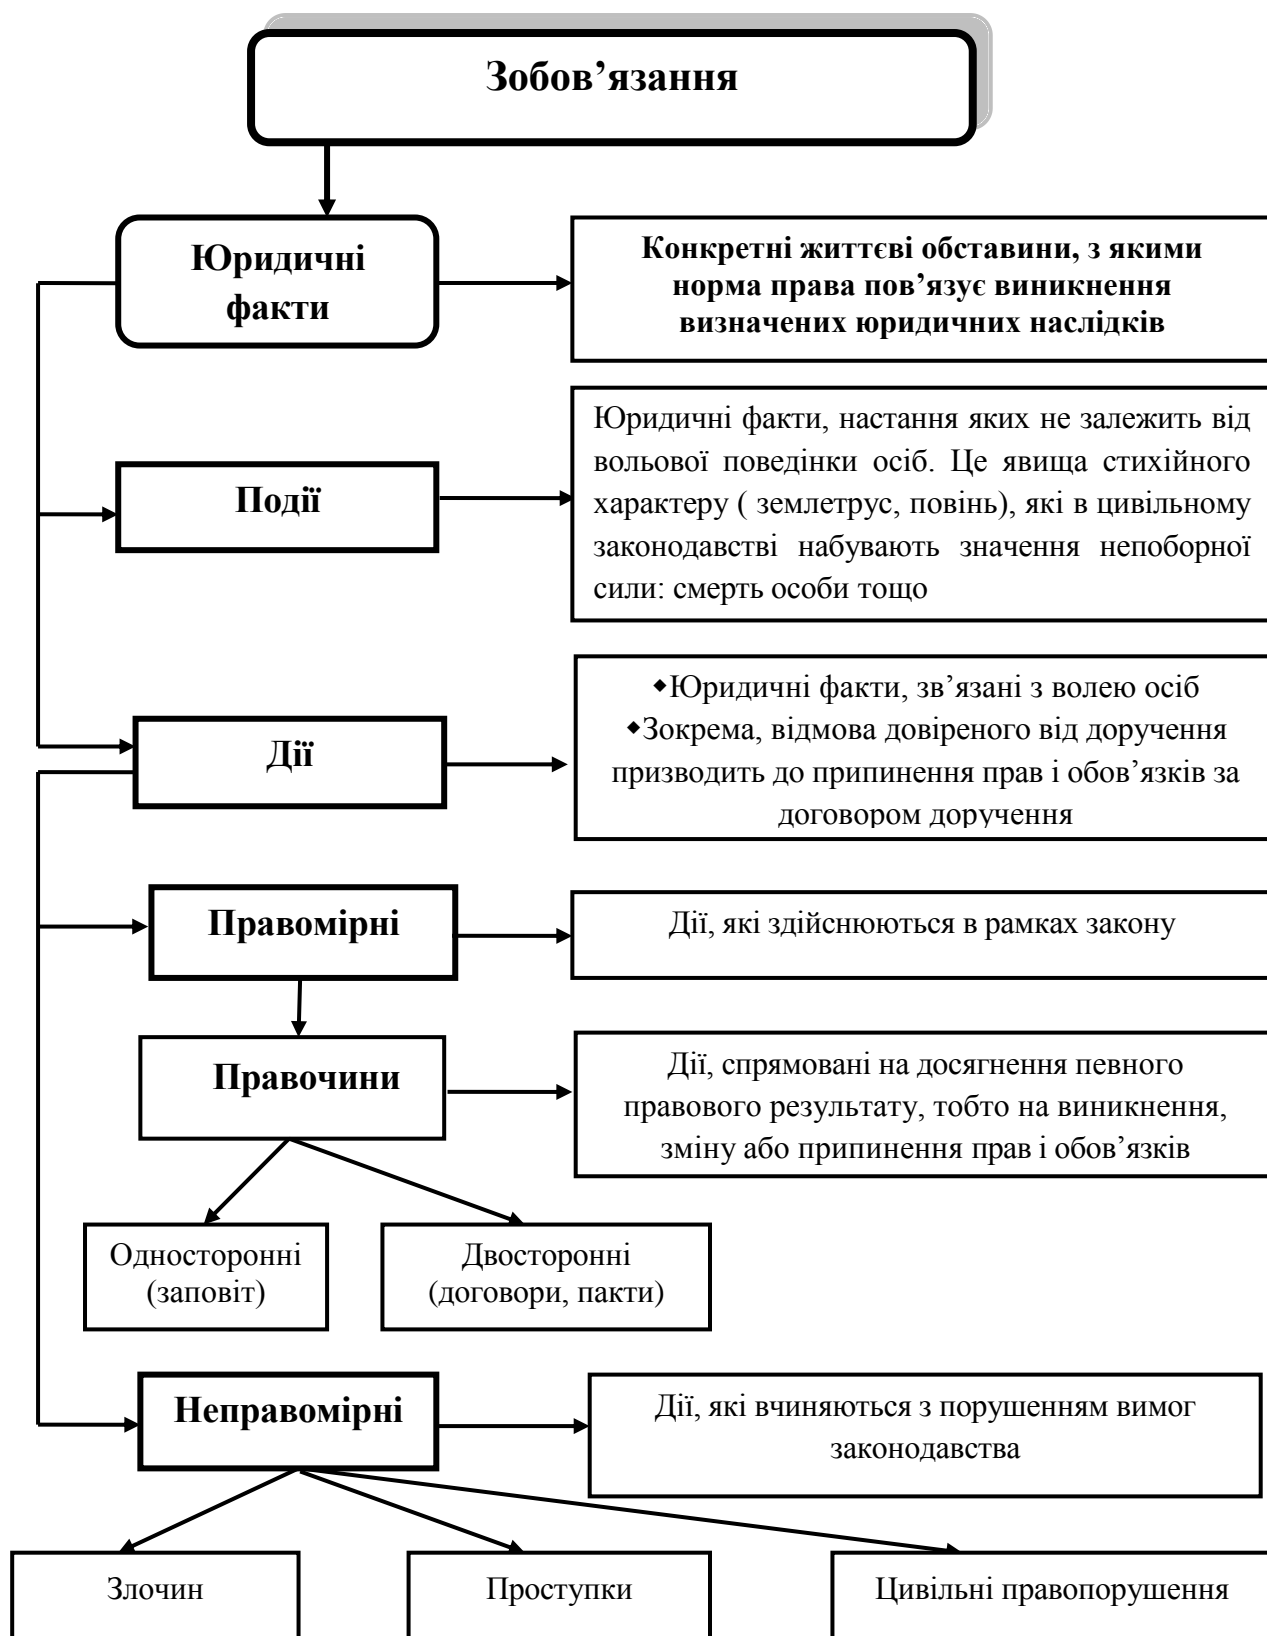 Зобов’язання
Юридичні
факти
Конкретні життєві обставини, з якими
норма права пов’язує виникнення
визначених юридичних наслідків
Події
Юридичні факти, настання яких не залежить від
вольової поведінки осіб. Це явища стихійного
характеру ( землетрус, повінь), які в цивільному
законодавстві набувають значення непоборної
сили: смерть особи тощо
Дії
◆Юридичні факти, зв’язані з волею осіб
◆Зокрема, відмова довіреного від доручення
призводить до припинення прав і обов’язків за
договором доручення
Правомірні
Дії, які здійснюються в рамках закону
Правочини
Дії, спрямовані на досягнення певного
правового результату, тобто на виникнення,
зміну або припинення прав і обов’язків
Односторонні
(заповіт)
Двосторонні
(договори, пакти)
Неправомірні
Дії, які вчиняються з порушенням вимог
законодавства
Злочин
Проступки
Цивільні правопорушення